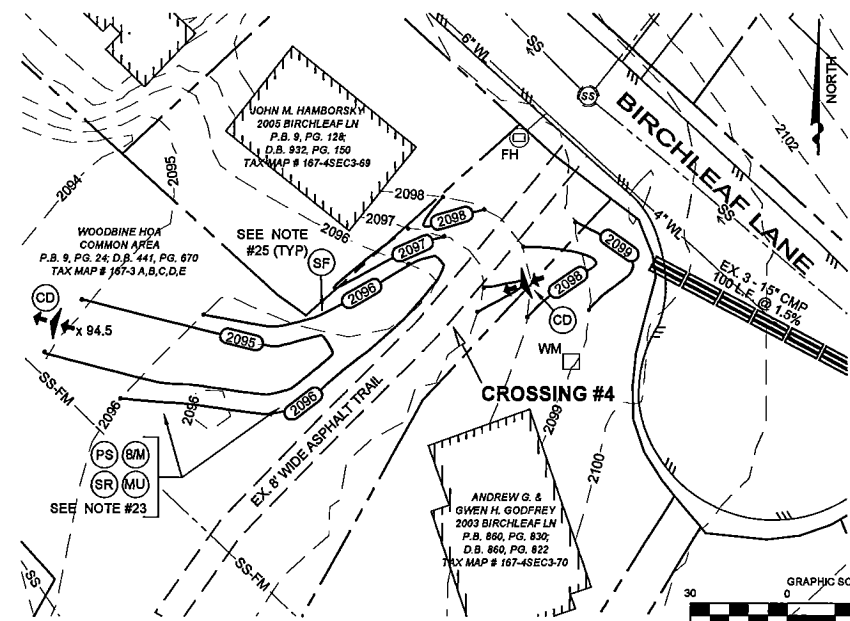 6" WL
SS
SS
NORTH
BIRCHLEAF LANE
2102
JOHN M. HAMBORSKY
2005 BIRCHLEAF LN
P.B. 9, PG. 128;
D.B. 932, PG. 150
TAX MAP # 167-4SEC3-69
FH
2094
2095
2098
2097
2096
2098
2097
2096
2099
2098
4" WL
SS
WOODBINE HOA
COMMON AREA
P.B. 9, PG. 24; D.B. 441, PG. 670
TAX MAP # 167-3 A,B,C,D,E
SEE NOTE
#25 (TYP)
SF
EX. 3 - 15" CMP
100 L.F. @ 1.5%
CD
x 94.5
2095
CD
WM
CROSSING #4
SS-FM
2096
2096
2096
EX. 8' WIDE ASPHALT TRAIL
2099
2100
PS
8/M
SR
MU
SEE NOTE #23
ANDREW G. &
GWEN H. GODFREY
2003 BIRCHLEAF LN
P.B. 860, PG. 830;
D.B. 860, PG. 822
TAX MAP # 167-4SEC3-70
SS
SS-FM
GRAPHIC SC
30
0